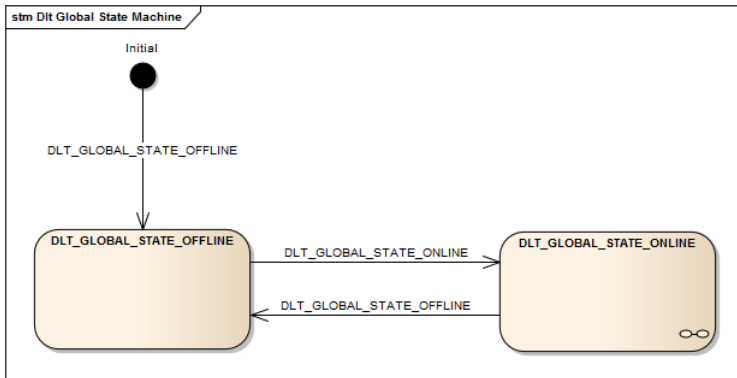 stm Dlt Global State Machine
Initial
DLT_GLOBAL_STATE_OFFLINE
DLT_GLOBAL_STATE_OFFLINE
DLT_GLOBAL_STATE_ONLINE
DLT_GLOBAL_STATE_ONLINE
DLT_GLOBAL_STATE_OFFLINE